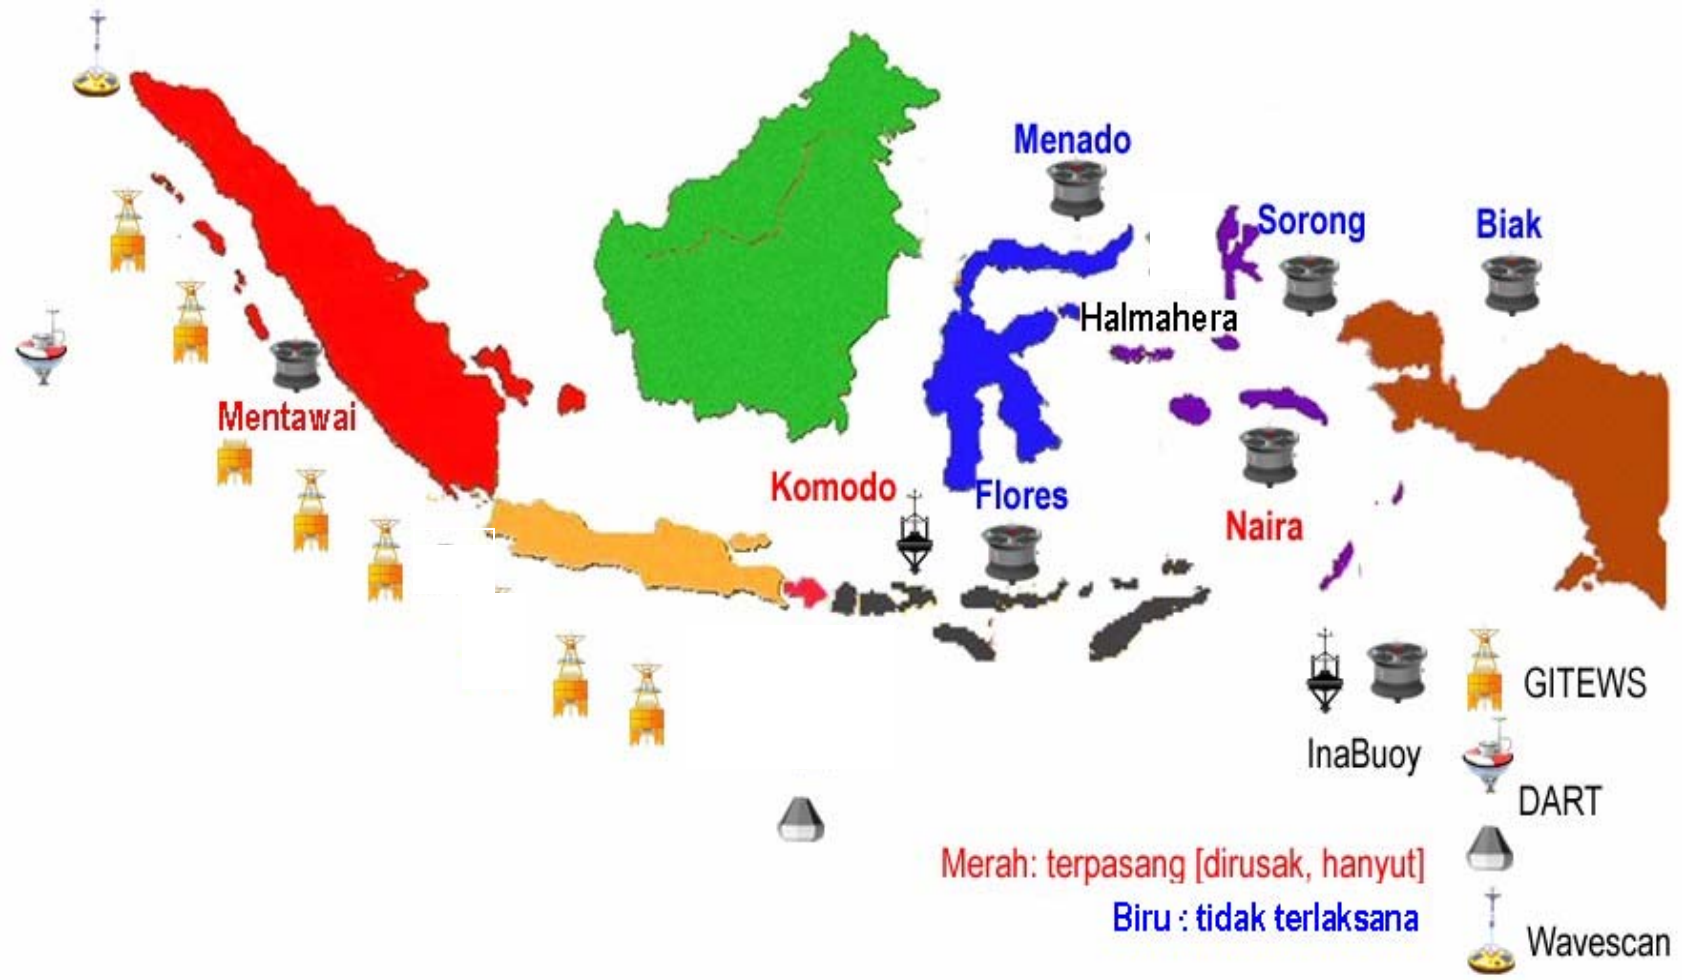 Menado
Sorong
Biak
Halmahera
Mentawai
Komodo
Flores
Naira
GITEWS
InaBuoy
DART
Merah: terpasang [dirusak, hanyut]
Biru : tidak terlaksana
Wavescan